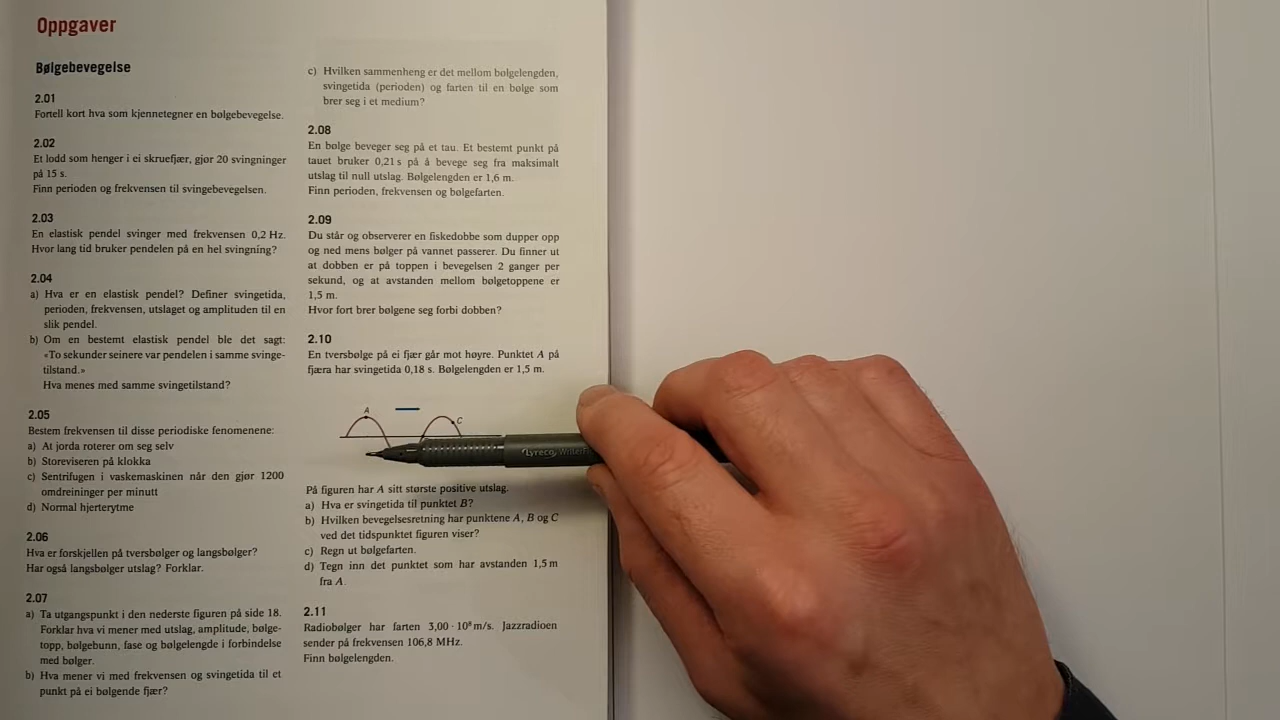 Oppgaver
Bølgebevegelse
2.01
Fortell kort hva som kjennetegner en bølgebevegelse.
2.02
Et lodd som henger i ei skruefjær, gjør 20 svingninger
på 15 s.
Finn perioden og frekvensen til svingebevegelsen.
2.03
En elastisk pendel svinger med frekvensen 0,2 Hz.
Hvor lang tid bruker pendelen på en hel svingning?
2.04
a) Hva er en elastisk pendel? Definer svingetida,
perioden, frekvensen, utslaget og amplituden til en
slik pendel.
b) Om en bestemt elastisk pendel ble det sagt:
«To sekunder seinere var pendelen i samme svinge-
tilstand.»
Hva menes med samme svingetilstand?
2.05
Bestem frekvensen til disse periodiske fenomenene:
a) At jorda roterer om seg selv
b) Storeviseren på klokka
c) Sentrifugen i vaskemaskinen når den gjør 1200
omdreininger per minutt
d) Normal hjerterytme
2.06
Hva er forskjellen på tversbølger og langsbølger?
Har også langsbølger utslag? Forklar.
2.07
a) Ta utgangspunkt i den nederste figuren på side 18.
Forklar hva vi mener med utslag, amplitude, bølge-
topp, bølgebunn, fase og bølgelengde i forbindelse
med bølger.
b) Hva mener vi med frekvensen og svingetida til et
punkt på ei bølgende fjær?
c) Hvilken sammenheng er det mellom bølgelengden,
svingetida (perioden) og farten til en bølge som
brer seg i et medium?
2.08
En bølge beveger seg på et tau. Et bestemt punkt på
tauet bruker 0,21 s på å bevege seg fra maksimalt
utslag til null utslag. Bølgelengden er 1,6 m.
Finn perioden, frekvensen og bølgefarten.
2.09
Du står og observerer en fiskedobbe som dupper opp
og ned mens bølger på vannet passerer. Du finner ut
at dobben er på toppen i bevegelsen 2 ganger per
sekund, og at avstanden mellom bølgetoppene er
1,5 m.
Hvor fort brer bølgene seg forbi dobben?
2.10
En tversbølge på ei fjær går mot høyre. Punktet A på
fjæra har svingetida 0,18 s. Bølgelengden er 1,5 m.
A
C
Lyreco
På figuren har A sitt største positive utslag.
a) Hva er svingetida til punktet B?
b) Hvilken bevegelsesretning har punktene A, B og C
ved det tidspunktet figuren viser?
c) Regn ut bølgefarten.
d) Tegn inn det punktet som har avstanden 1,5 m
fra A.
2.11
Radiobølger har farten 3,00 · 10⁸ m/s. Jazzradioen
sender på frekvensen 106,8 MHz.
Finn bølgelengden.